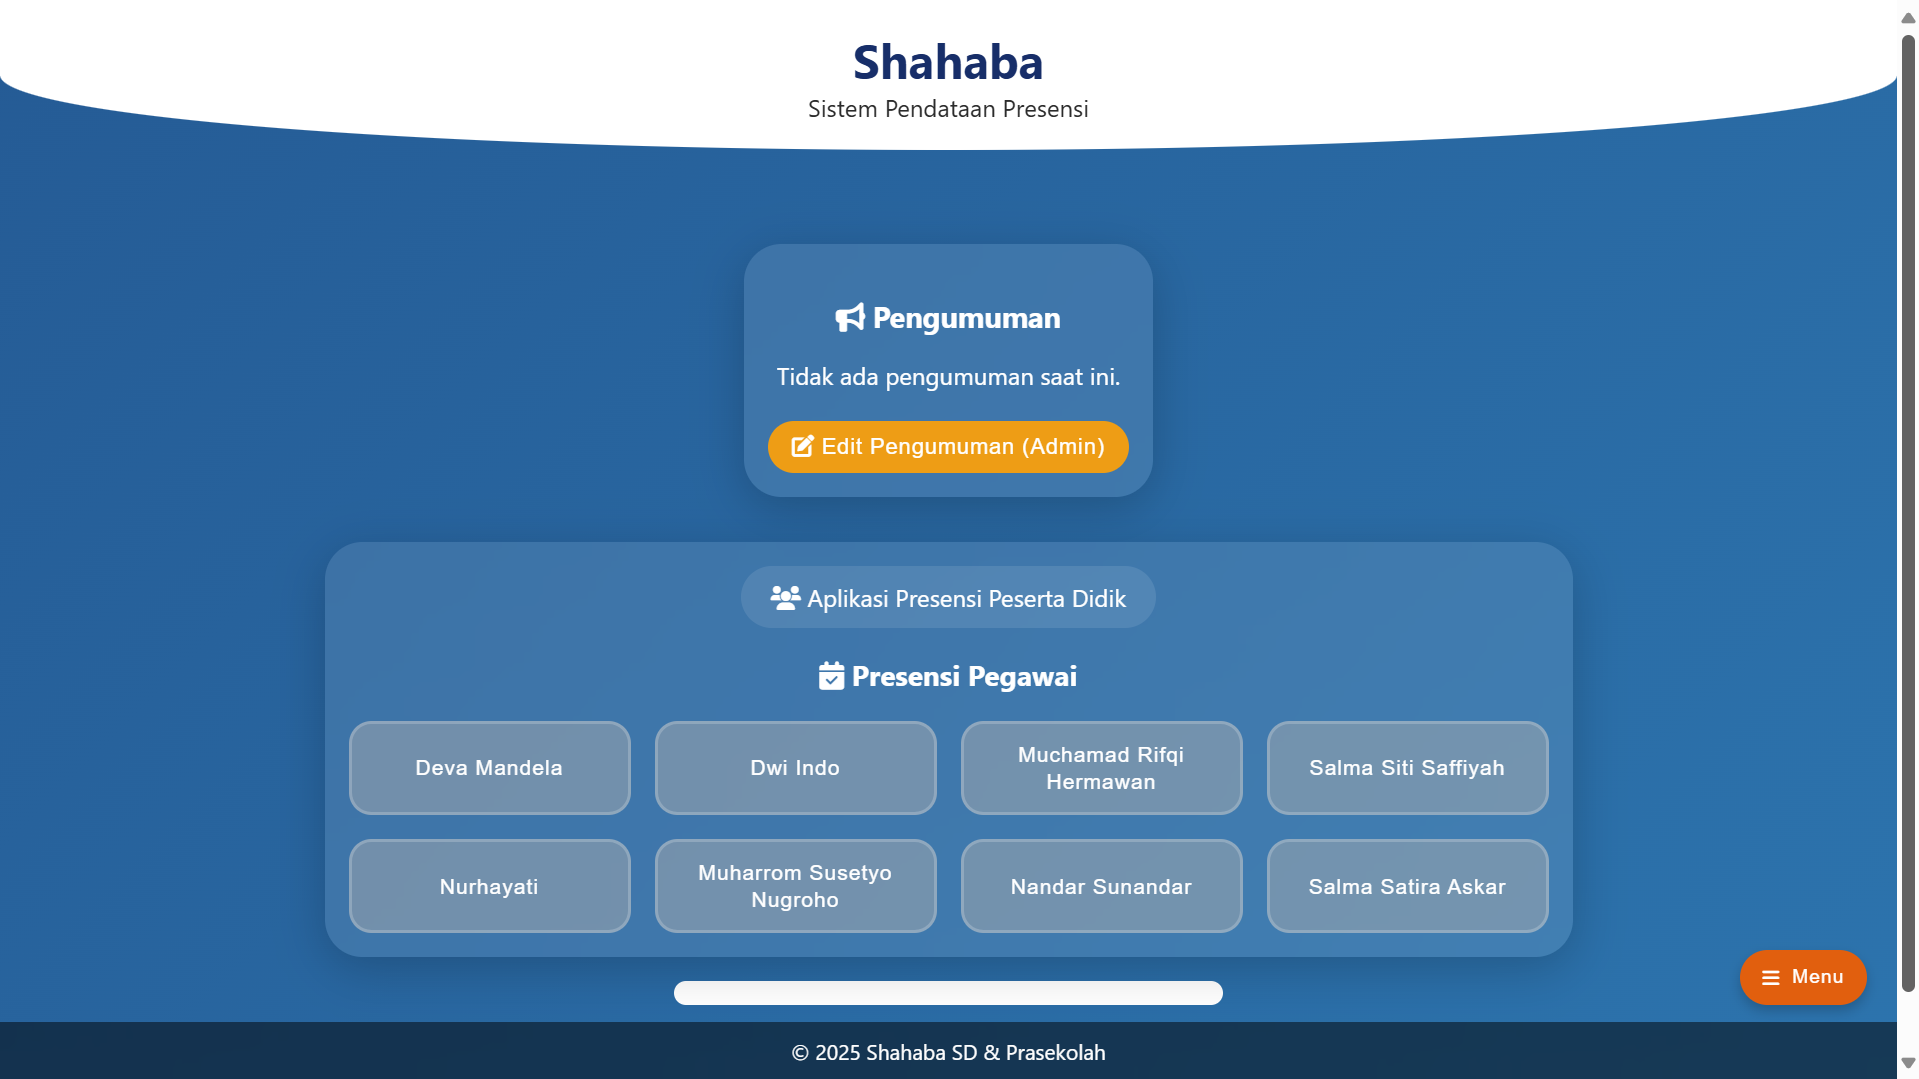 Shahaba
Sistem Pendataan Presensi
Pengumuman
Tidak ada pengumuman saat ini.
Edit Pengumuman (Admin)
Aplikasi Presensi Peserta Didik
Presensi Pegawai
Deva Mandela
Dwi Indo
Muchamad Rifqi
Hermawan
Salma Siti Saffiyah
Nurhayati
Muharrom Susetyo
Nugroho
Nandar Sunandar
Salma Satira Askar
Menu
© 2025 Shahaba SD & Prasekolah